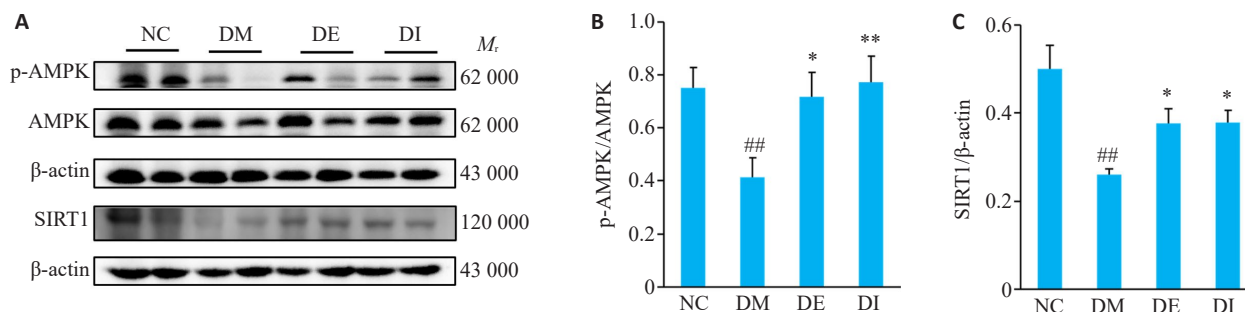 A
NC DM DE DI
Mr
p-AMPK 62 000
AMPK 62 000
β-actin 43 000
SIRT1 120 000
β-actin 43 000
B
p-AMPK/AMPK
1.0
0.8
0.6
0.4
0.2
0
##
*
**
NC DM DE DI
C
SIRT1/β-actin
0.6
0.4
0.2
0
##
*
*
NC DM DE DI